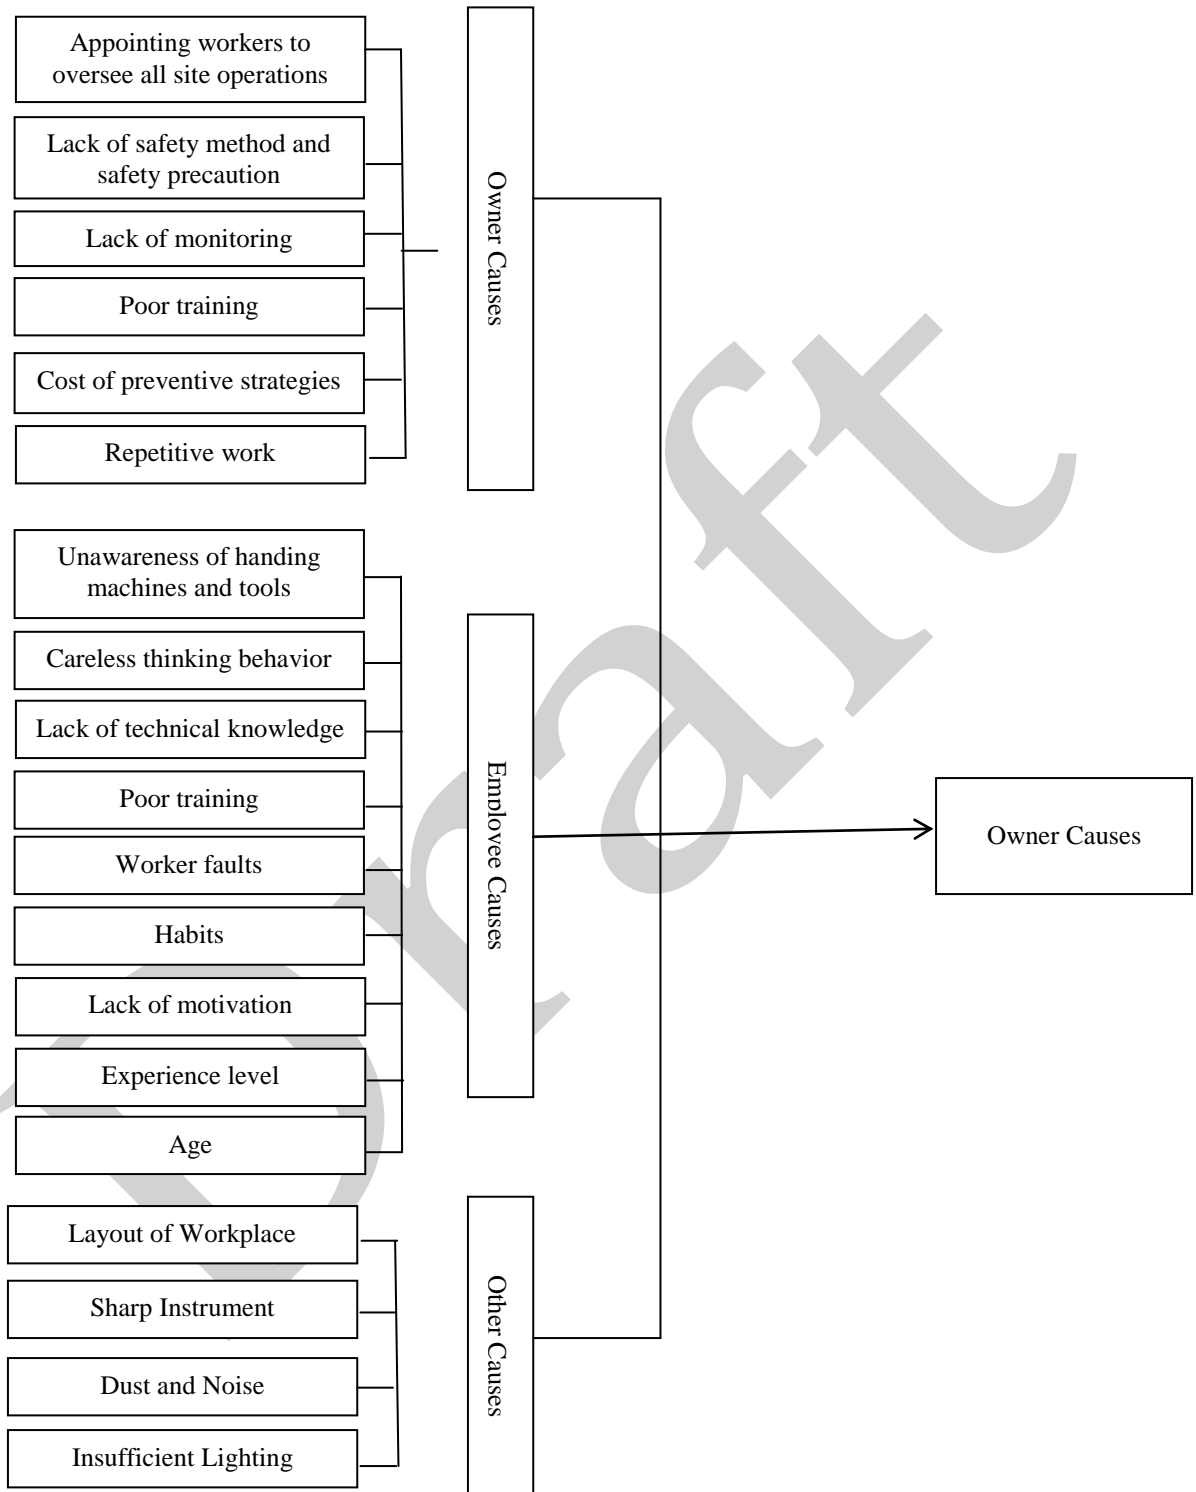 Appointing workers to
oversee all site operations
Lack of safety method and
safety precaution
Lack of monitoring
Poor training
Cost of preventive strategies
Repetitive work
Owner Causes
Unawareness of handing
machines and tools
Careless thinking behavior
Lack of technical knowledge
Poor training
Worker faults
Habits
Lack of motivation
Experience level
Age
Employee Causes
Layout of Workplace
Sharp Instrument
Dust and Noise
Insufficient Lighting
Other Causes
Owner Causes
Draft